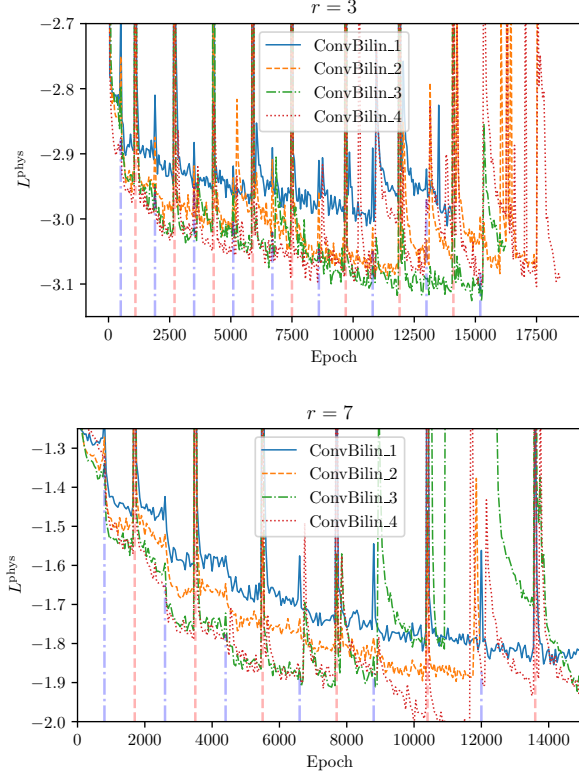 r = 3
−2.7
−2.8
−2.9
−3.0
−3.1
L^phys
ConvBilin_1
ConvBilin_2
ConvBilin_3
ConvBilin_4
0 2500 5000 7500 10000 12500 15000 17500
Epoch
r = 7
−1.3
−1.4
−1.5
−1.6
−1.7
−1.8
−1.9
−2.0
L^phys
ConvBilin_1
ConvBilin_2
ConvBilin_3
ConvBilin_4
0 2000 4000 6000 8000 10000 12000 14000
Epoch